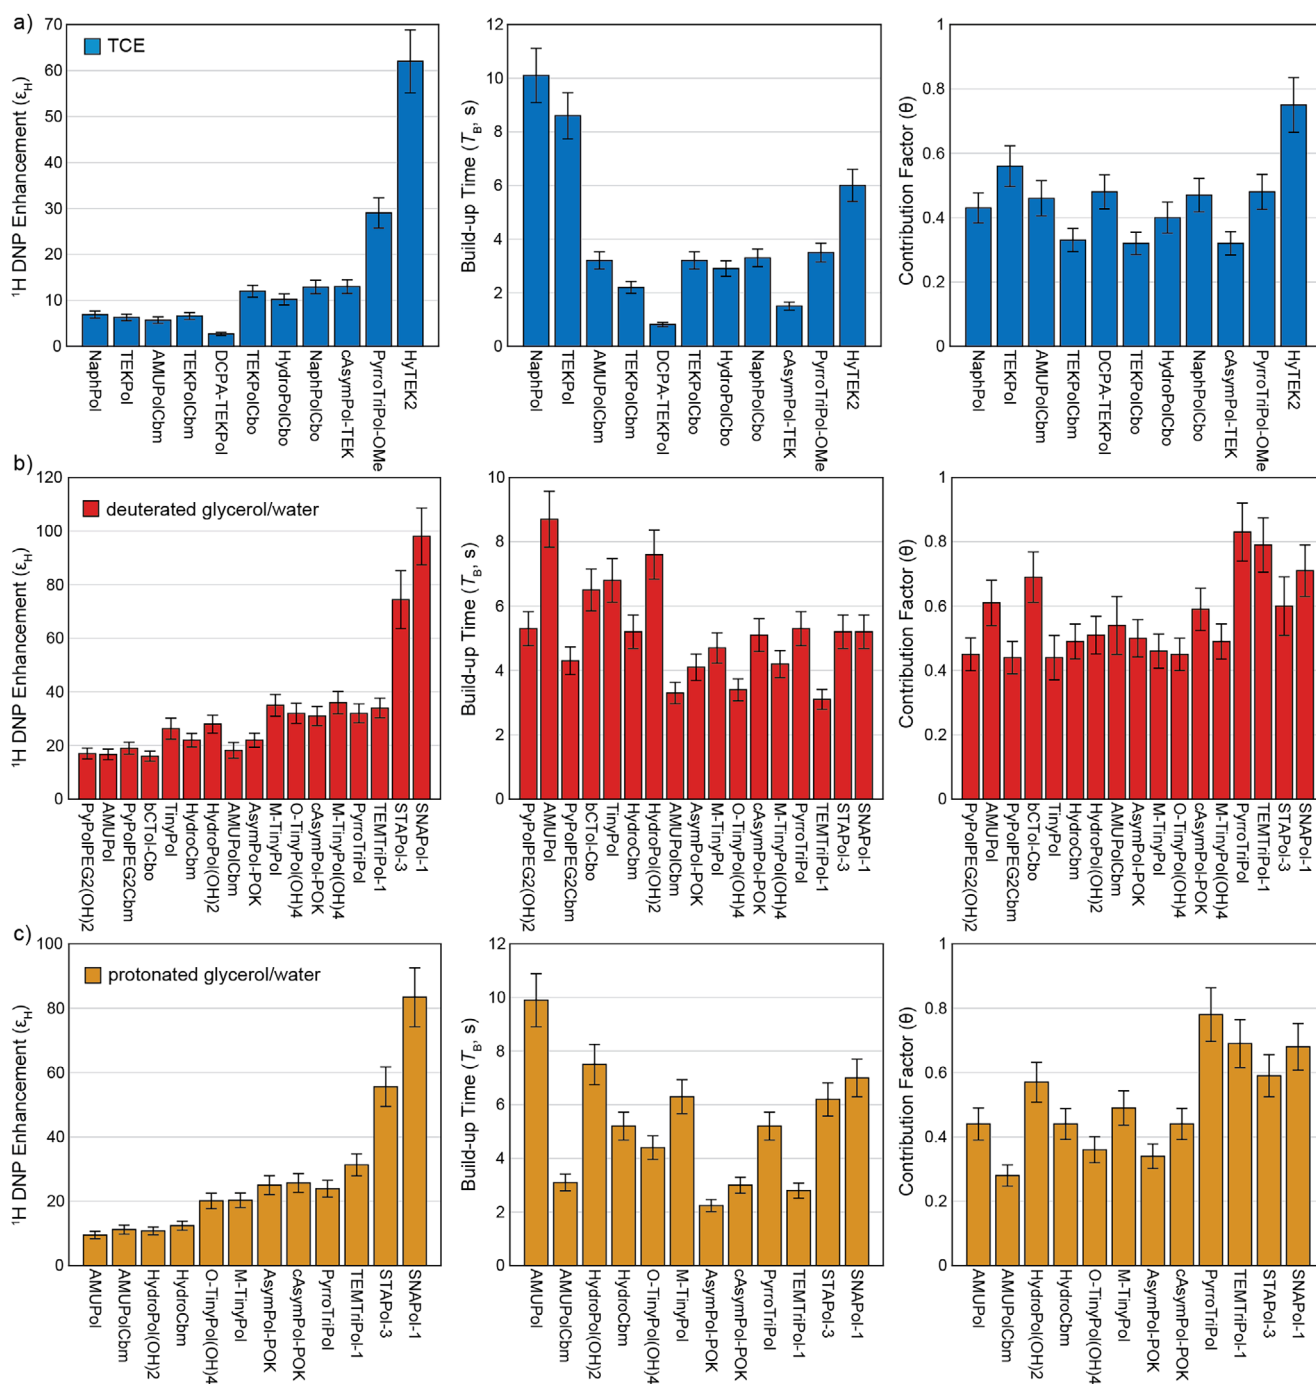 a)
70
60
50
40
30
20
10
0
¹H DNP Enhancement (ε_H)
TCE
NaphPol
TEKPol
AMUPolCbm
TEKPolCbm
DCPA-TEKPol
TEKPolCbo
HydroPolCbo
NaphPolCbo
cAsymPol-TEK
PyrroTriPol-OMe
HyTEK2
12
10
8
6
4
2
0
Build-up Time (T_B, s)
NaphPol
TEKPol
AMUPolCbm
TEKPolCbm
DCPA-TEKPol
TEKPolCbo
HydroPolCbo
NaphPolCbo
cAsymPol-TEK
PyrroTriPol-OMe
HyTEK2
1
0.8
0.6
0.4
0.2
0
Contribution Factor (θ)
NaphPol
TEKPol
AMUPolCbm
TEKPolCbm
DCPA-TEKPol
TEKPolCbo
HydroPolCbo
NaphPolCbo
cAsymPol-TEK
PyrroTriPol-OMe
HyTEK2
b)
120
100
80
60
40
20
0
¹H DNP Enhancement (ε_H)
deuterated glycerol/water
PyPolPEG2(OH)2
AMUPol
PyPolPEG2Cbm
bCTol-Cbo
TinyPol
HydroCbm
HydroPol(OH)2
AMUPolCbm
AsymPol-POK
M-TinyPol
O-TinyPol(OH)4
cAsymPol-POK
M-TinyPol(OH)4
PyrroTriPol
TEMTriPol-1
STAPol-3
SNAPol-1
10
8
6
4
2
0
Build-up Time (T_B, s)
PyPolPEG2(OH)2
AMUPol
PyPolPEG2Cbm
bCTol-Cbo
TinyPol
HydroCbm
HydroPol(OH)2
AMUPolCbm
AsymPol-POK
M-TinyPol
O-TinyPol(OH)4
cAsymPol-POK
M-TinyPol(OH)4
PyrroTriPol
TEMTriPol-1
STAPol-3
SNAPol-1
1
0.8
0.6
0.4
0.2
0
Contribution Factor (θ)
PyPolPEG2(OH)2
AMUPol
PyPolPEG2Cbm
bCTol-Cbo
TinyPol
HydroCbm
HydroPol(OH)2
AMUPolCbm
AsymPol-POK
M-TinyPol
O-TinyPol(OH)4
cAsymPol-POK
M-TinyPol(OH)4
PyrroTriPol
TEMTriPol-1
STAPol-3
SNAPol-1
c)
100
80
60
40
20
0
¹H DNP Enhancement (ε_H)
protonated glycerol/water
AMUPol
AMUPolCbm
HydroPol(OH)2
HydroCbm
O-TinyPol(OH)4
M-TinyPol
AsymPol-POK
cAsymPol-POK
PyrroTriPol
TEMTriPol-1
STAPol-3
SNAPol-1
12
10
8
6
4
2
0
Build-up Time (T_B, s)
AMUPol
AMUPolCbm
HydroPol(OH)2
HydroCbm
O-TinyPol(OH)4
M-TinyPol
AsymPol-POK
cAsymPol-POK
PyrroTriPol
TEMTriPol-1
STAPol-3
SNAPol-1
1
0.8
0.6
0.4
0.2
0
Contribution Factor (θ)
AMUPol
AMUPolCbm
HydroPol(OH)2
HydroCbm
O-TinyPol(OH)4
M-TinyPol
AsymPol-POK
cAsymPol-POK
PyrroTriPol
TEMTriPol-1
STAPol-3
SNAPol-1